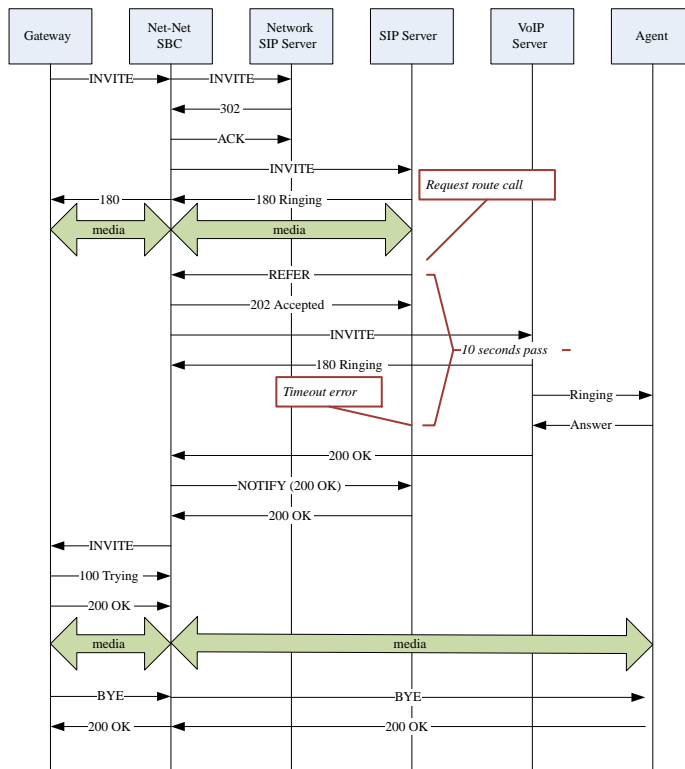 Gateway
Net-Net
SBC
Network
SIP Server
SIP Server
VoIP
Server
Agent
INVITE
INVITE
302
ACK
INVITE
Request route call
180
180 Ringing
media
media
REFER
202 Accepted
INVITE
10 seconds pass
180 Ringing
Timeout error
Ringing
Answer
200 OK
NOTIFY (200 OK)
200 OK
INVITE
100 Trying
200 OK
media
media
BYE
BYE
200 OK
200 OK